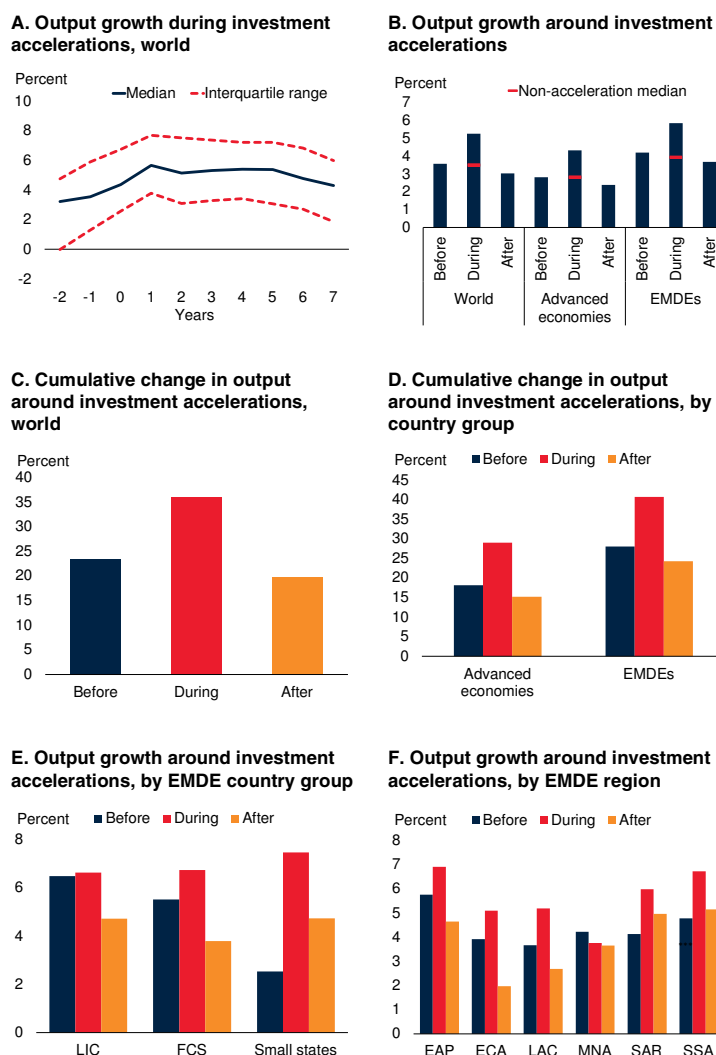 A. Output growth during investment
accelerations, world
Percent
Median Interquartile range
10
8
6
4
2
0
-2
-2 -1 0 1 2 3 4 5 6 7
Years
B. Output growth around investment
accelerations
Percent
Non-acceleration median
7
6
5
4
3
2
1
0
Before During After Before During After Before During After
World Advanced economies EMDEs
C. Cumulative change in output
around investment accelerations,
world
Percent
40
35
30
25
20
15
10
5
0
Before During After
D. Cumulative change in output
around investment accelerations, by
country group
Percent Before During After
45
40
35
30
25
20
15
10
5
0
Advanced EMDEs
economies
E. Output growth around investment
accelerations, by EMDE country group
Percent Before During After
8
6
4
2
0
LIC FCS Small states
F. Output growth around investment
accelerations, by EMDE region
Percent Before During After
8
7
6
5
4
3
2
1
0
EAP ECA LAC MNA SAR SSA